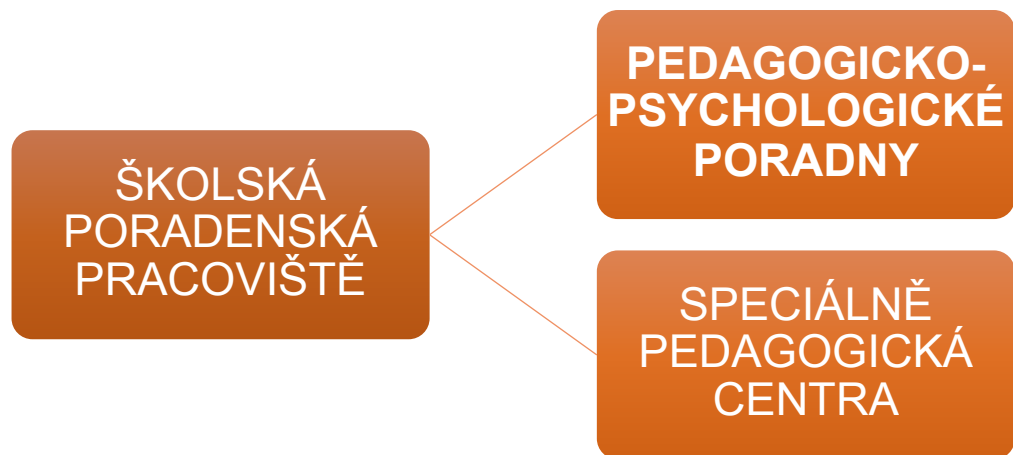 ŠKOLSKÁ
PORADENSKÁ
PRACOVIŠTĚ
PEDAGOGICKO-
PSYCHOLOGICKÉ
PORADNY
SPECIÁLNĚ
PEDAGOGICKÁ
CENTRA